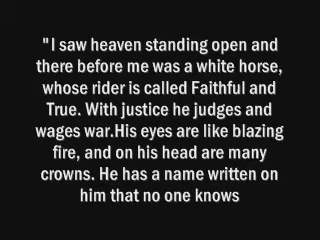 "I saw heaven standing open and
there before me was a white horse,
whose rider is called Faithful and
True. With justice he judges and
wages war.His eyes are like blazing
fire, and on his head are many
crowns. He has a name written on
him that no one knows